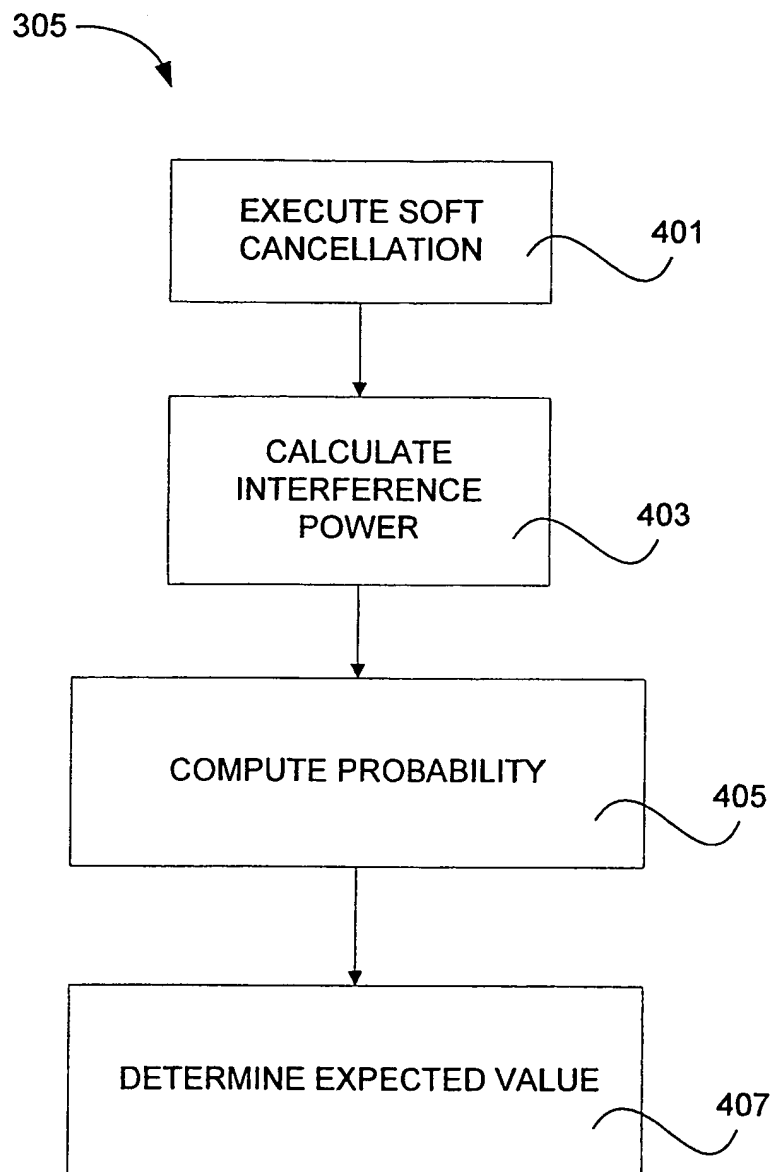 305
EXECUTE SOFT
CANCELLATION
401
CALCULATE
INTERFERENCE
POWER
403
COMPUTE PROBABILITY
405
DETERMINE EXPECTED VALUE
407